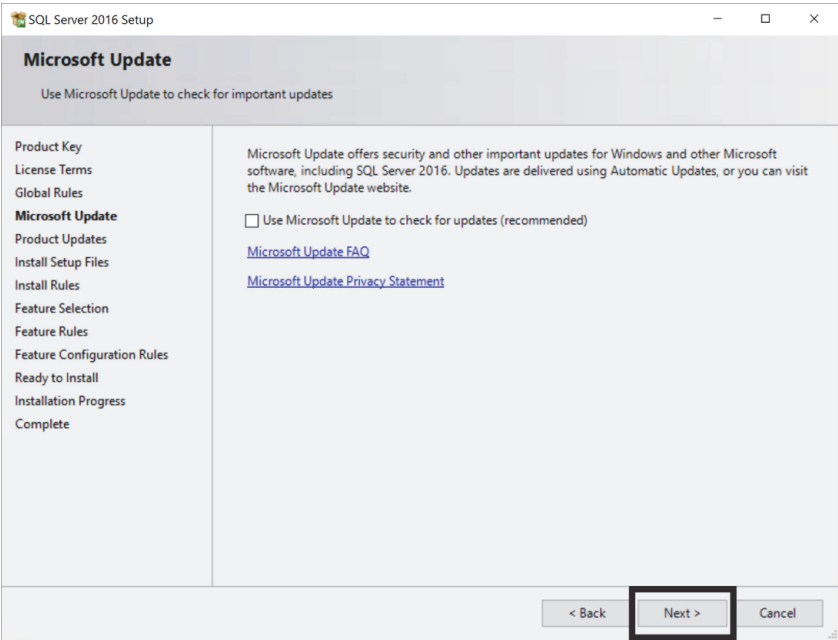 SQL Server 2016 Setup
Microsoft Update
Use Microsoft Update to check for important updates
Product Key
License Terms
Global Rules
Microsoft Update
Product Updates
Install Setup Files
Install Rules
Feature Selection
Feature Rules
Feature Configuration Rules
Ready to Install
Installation Progress
Complete
Microsoft Update offers security and other important updates for Windows and other Microsoft
software, including SQL Server 2016. Updates are delivered using Automatic Updates, or you can visit
the Microsoft Update website.
Use Microsoft Update to check for updates (recommended)
Microsoft Update FAQ
Microsoft Update Privacy Statement
< Back
Next >
Cancel